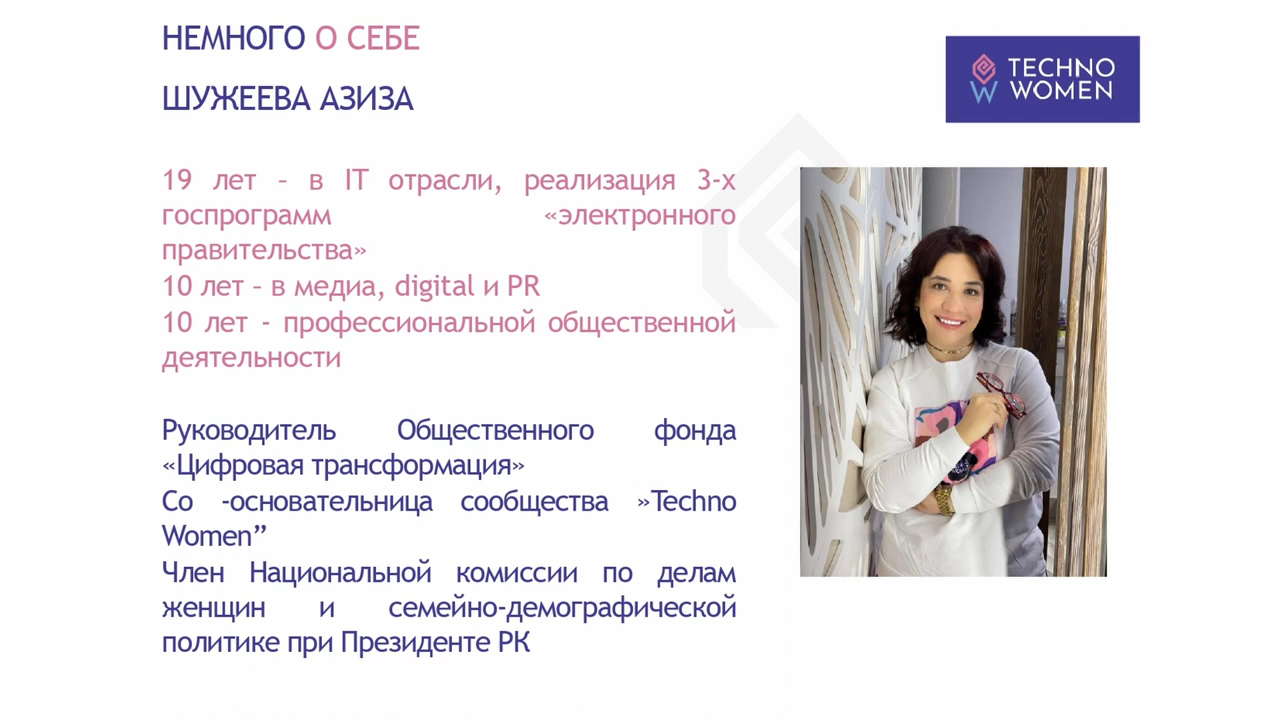 НЕМНОГО О СЕБЕ
ШУЖЕЕВА АЗИЗА
TECHNO
WOMEN
19 лет – в IT отрасли, реализация 3-х
госпрограмм «электронного
правительства»
10 лет – в медиа, digital и PR
10 лет - профессиональной общественной
деятельности
Руководитель Общественного фонда
«Цифровая трансформация»
Со -основательница сообщества »Techno
Women”
Член Национальной комиссии по делам
женщин и семейно-демографической
политике при Президенте РК